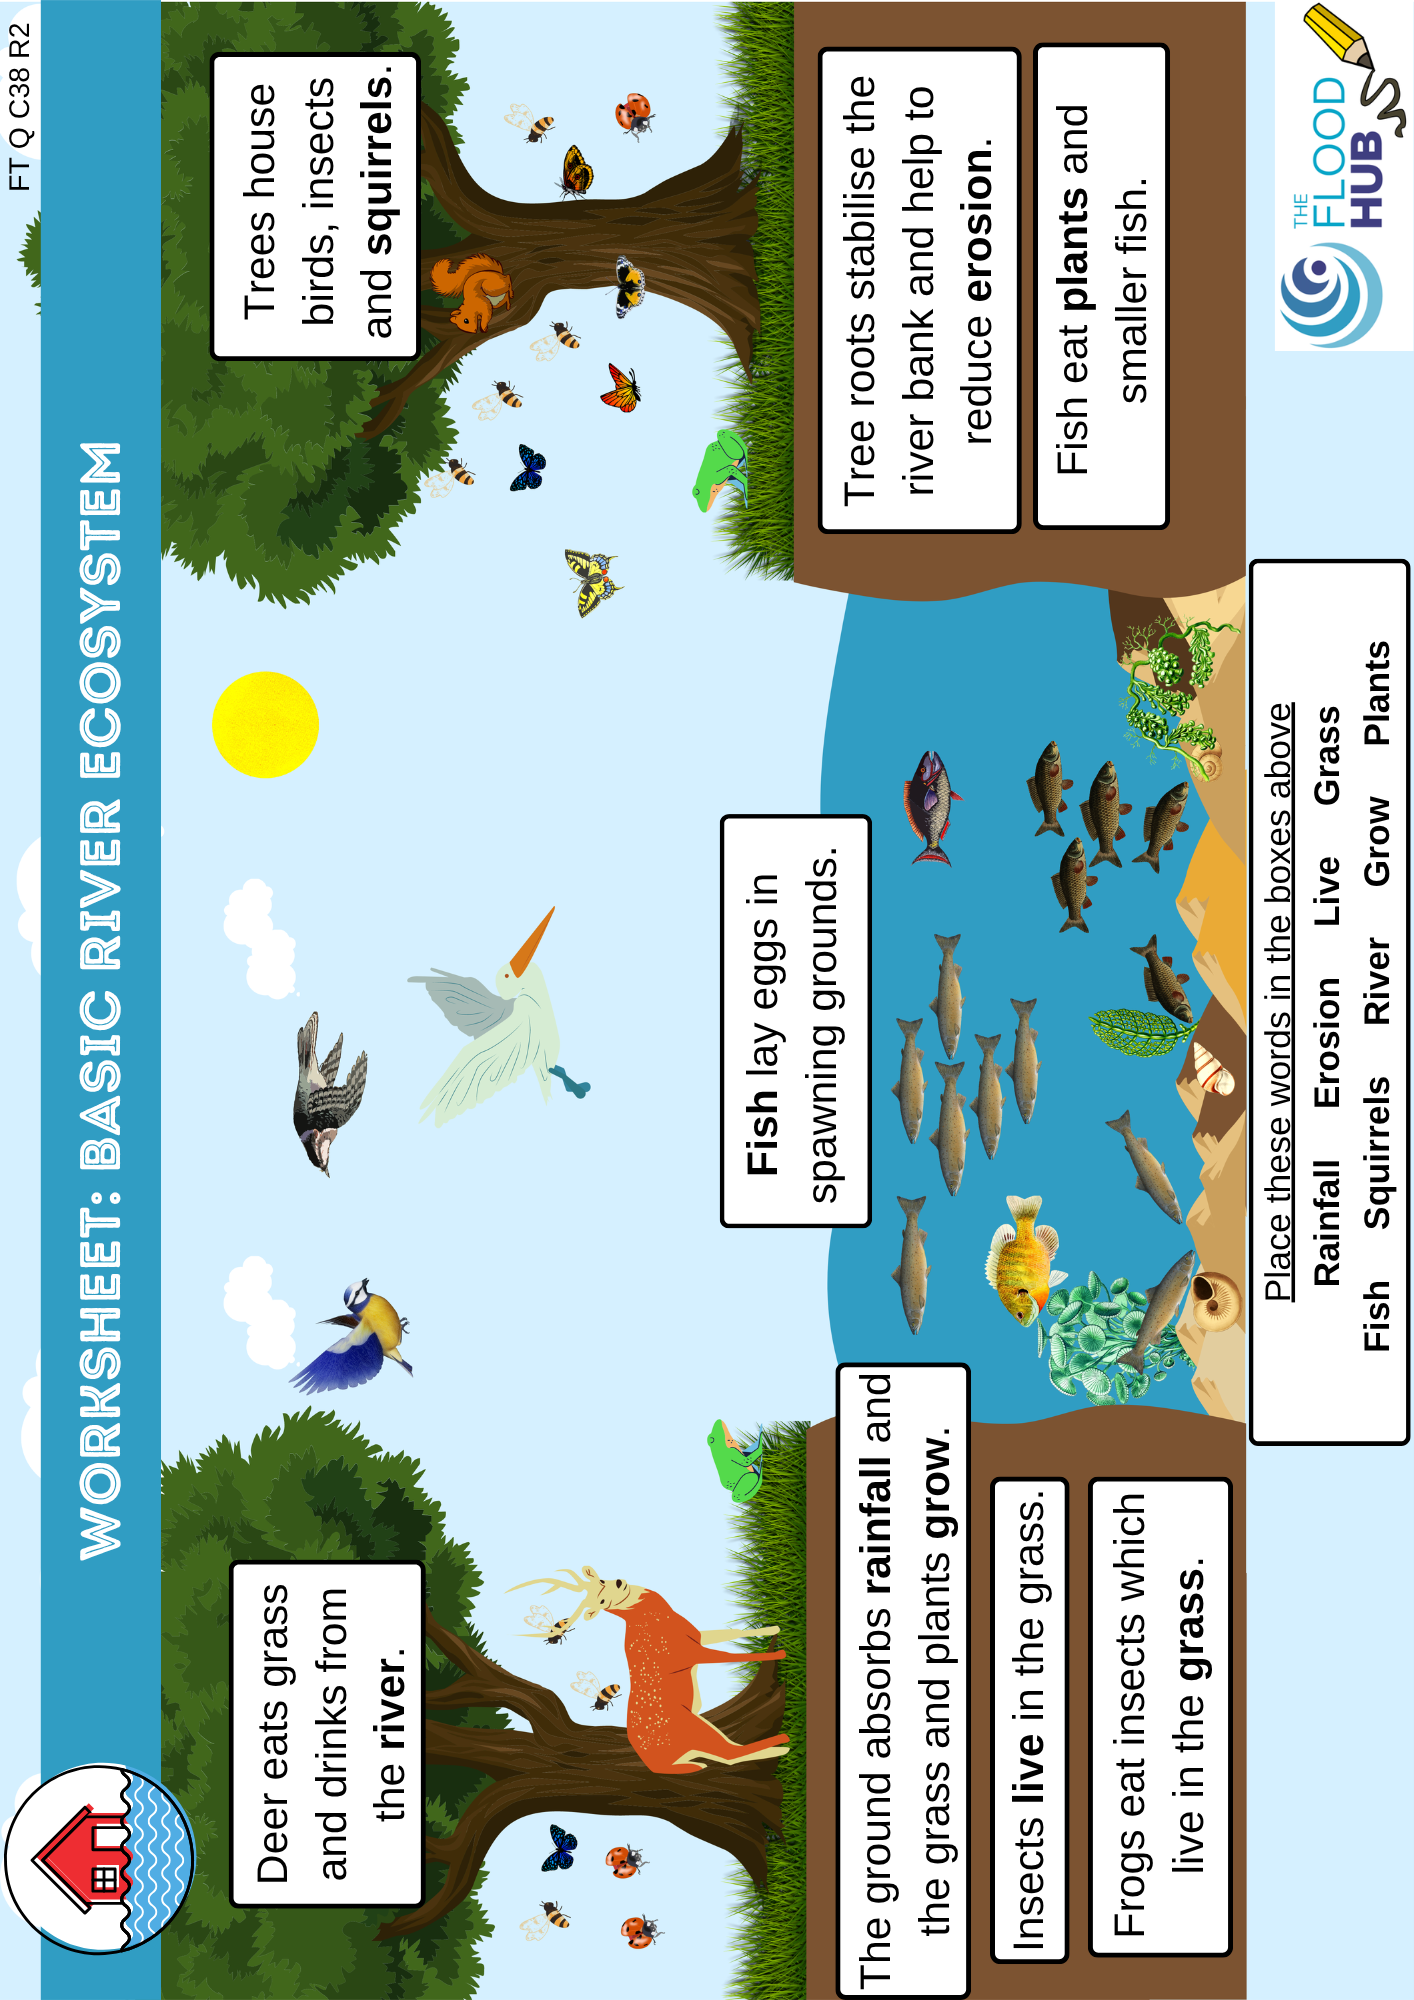 FT Q C38 R2
WORKSHEET: BASIC RIVER ECOSYSTEM
Deer eats grass
and drinks from
the river.
Trees house
birds, insects
and squirrels.
Fish lay eggs in
spawning grounds.
The ground absorbs rainfall and
the grass and plants grow.
Insects live in the grass.
Frogs eat insects which
live in the grass.
Tree roots stabilise the
river bank and help to
reduce erosion.
Fish eat plants and
smaller fish.
Place these words in the boxes above
Rainfall Erosion Live Grass
Fish Squirrels River Grow Plants
THE
FLOOD
HUB